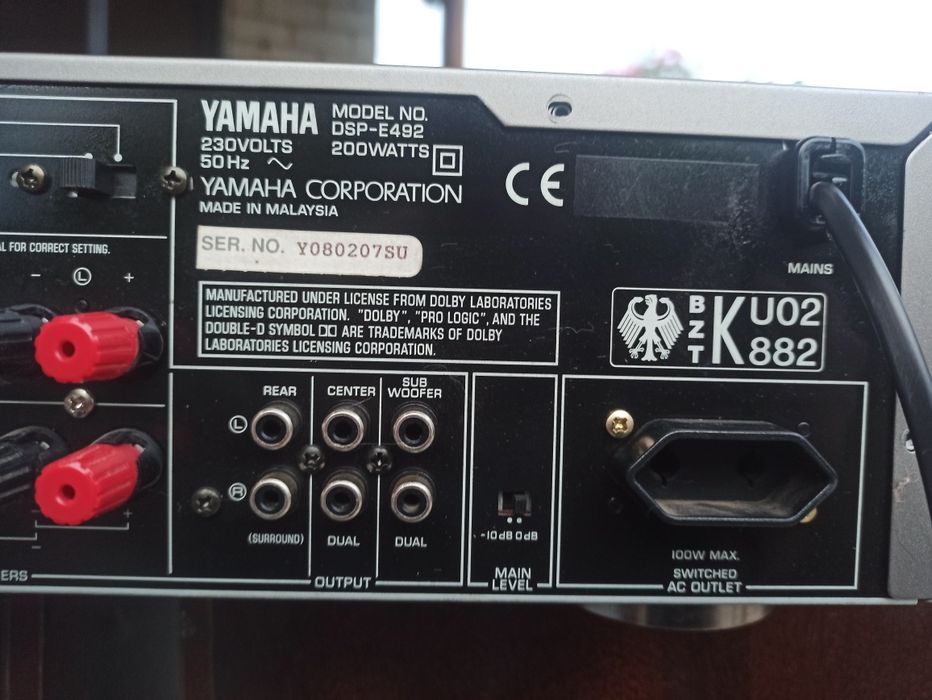 YAMAHA
MODEL NO.
DSP-E492
230VOLTS
200WATTS
50Hz ~
YAMAHA CORPORATION
MADE IN MALAYSIA
CE
SER. NO. Y080207SU
AL FOR CORRECT SETTING.
− Ⓛ +
MANUFACTURED UNDER LICENSE FROM DOLBY LABORATORIES
LICENSING CORPORATION. "DOLBY", "PRO LOGIC", AND THE
DOUBLE-D SYMBOL ARE TRADEMARKS OF DOLBY
LABORATORIES LICENSING CORPORATION.
MAINS
BZT K U02
882
REAR
CENTER
SUB
WOOFER
Ⓛ
Ⓡ
(SURROUND)
DUAL
DUAL
OUTPUT
-10dB 0dB
MAIN
LEVEL
100W MAX.
SWITCHED
AC OUTLET
− +
−
ERS